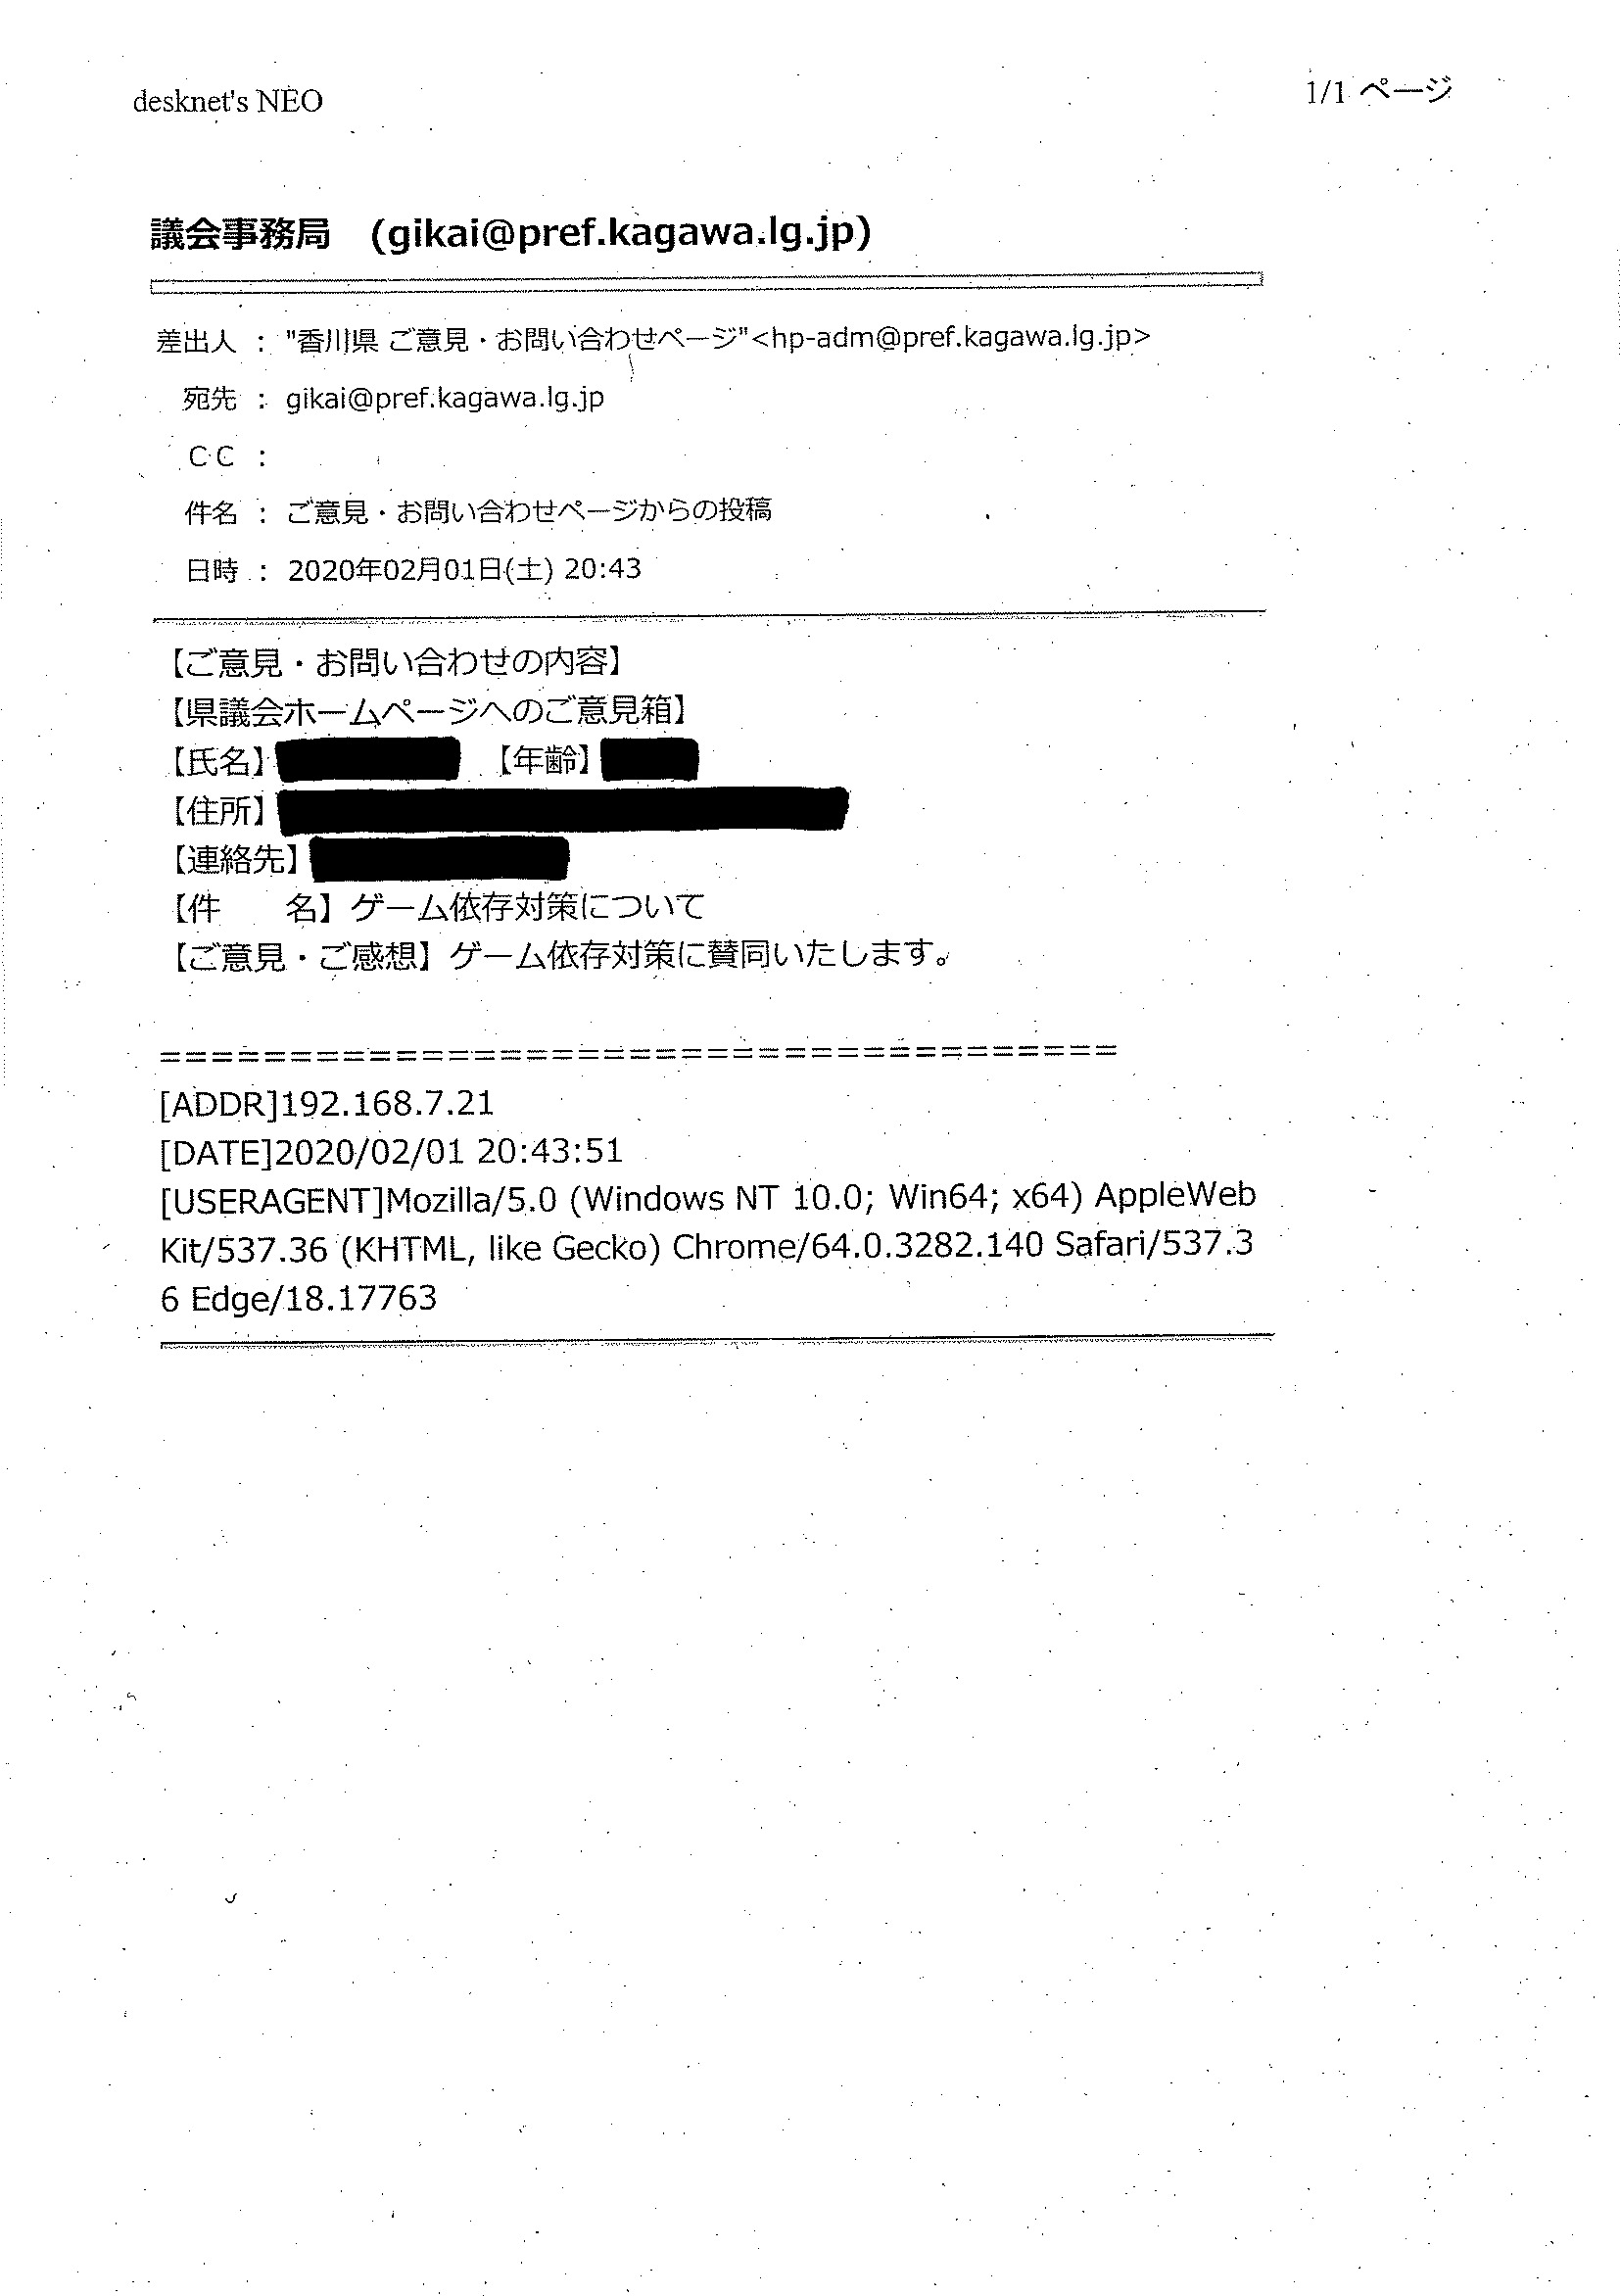 desknet's NEO
1/1 ページ
議会事務局 (gikai@pref.kagawa.lg.jp)
差出人 : "香川県 ご意見・お問い合わせページ"<hp-adm@pref.kagawa.lg.jp>
宛先 : gikai@pref.kagawa.lg.jp
CC :
件名 : ご意見・お問い合わせページからの投稿
日時 : 2020年02月01日(土) 20:43
【ご意見・お問い合わせの内容】
【県議会ホームページへのご意見箱】
【氏名】 【年齢】
【住所】
【連絡先】
【件　　名】ゲーム依存対策について
【ご意見・ご感想】ゲーム依存対策に賛同いたします。
=====================================
[ADDR]192.168.7.21
[DATE]2020/02/01 20:43:51
[USERAGENT]Mozilla/5.0 (Windows NT 10.0; Win64; x64) AppleWeb
Kit/537.36 (KHTML, like Gecko) Chrome/64.0.3282.140 Safari/537.3
6 Edge/18.17763